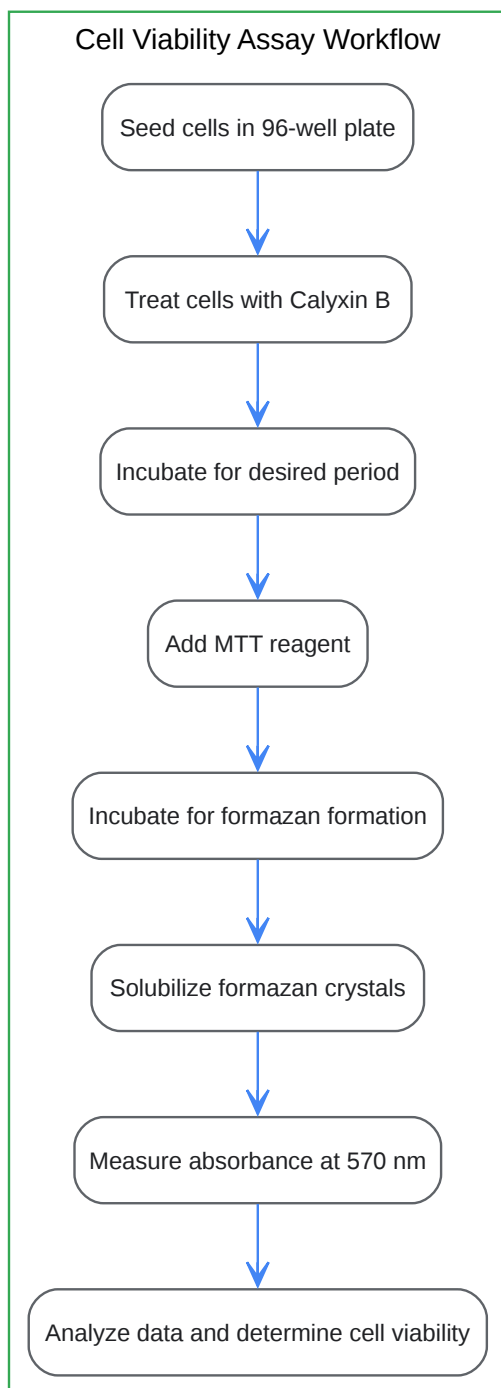 Cell Viability Assay Workflow
Seed cells in 96-well plate
Treat cells with Calyxin B
Incubate for desired period
Add MTT reagent
Incubate for formazan formation
Solubilize formazan crystals
Measure absorbance at 570 nm
Analyze data and determine cell viability